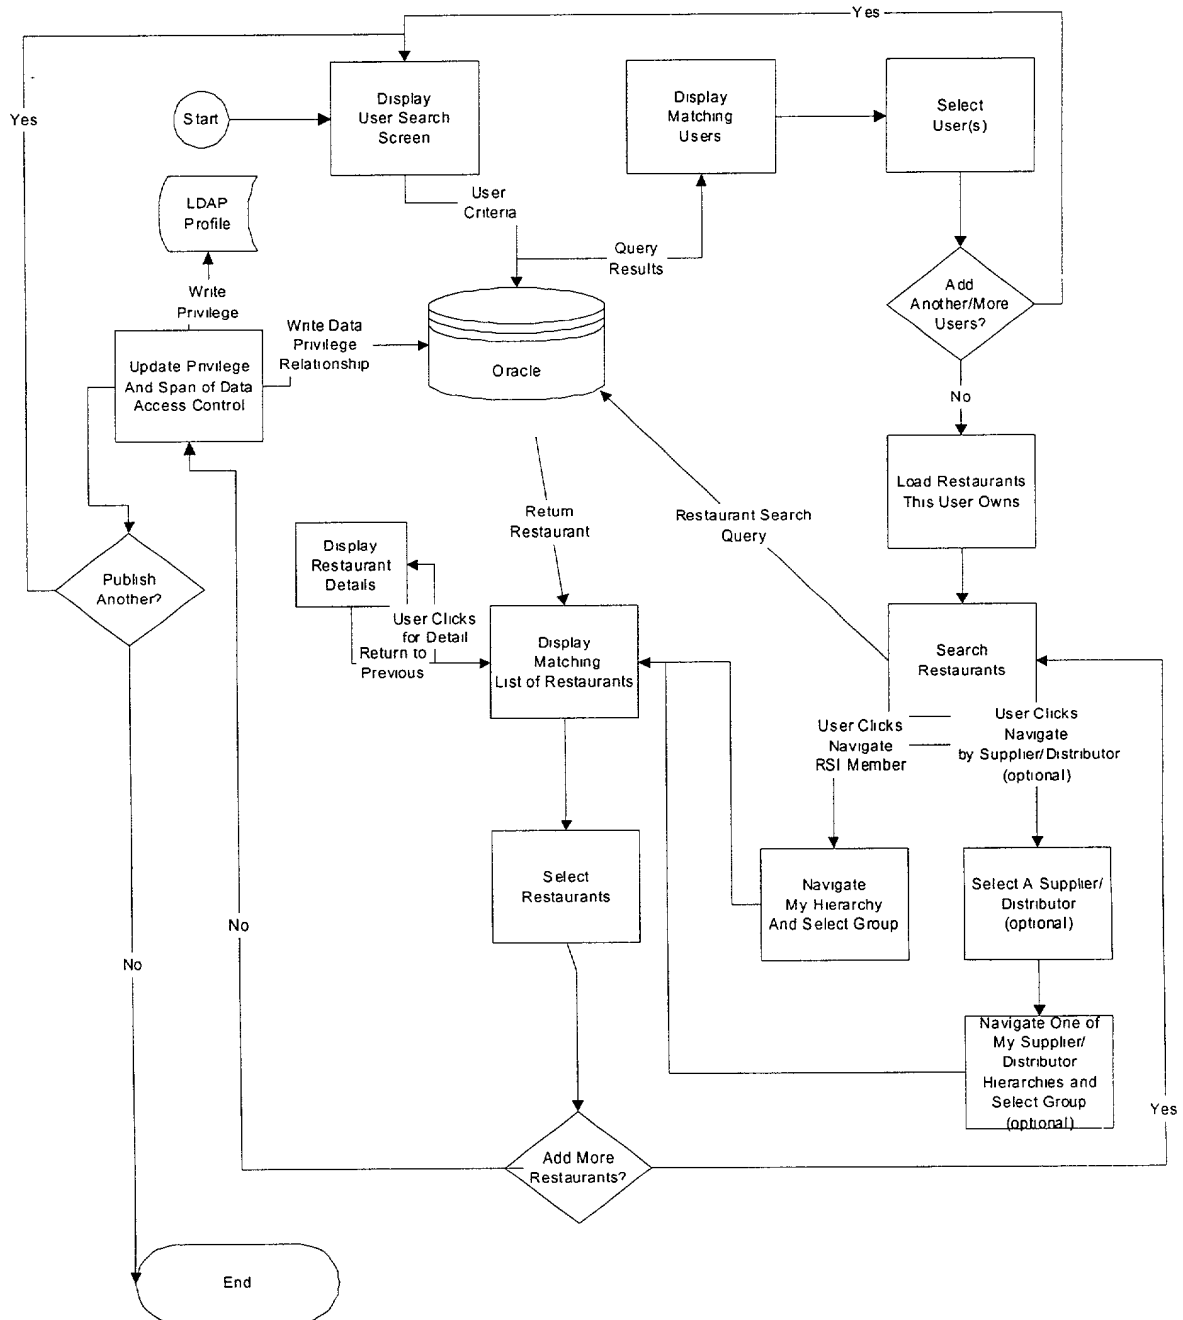 Yes
Yes
Start
Display
User Search
Screen
Display
Matching
Users
Select
User(s)
LDAP
Profile
User
Criteria
Query
Results
Add
Another/More
Users?
Write
Privilege
Write Data
Privilege
Relationship
Update Privilege
And Span of Data
Access Control
Oracle
No
Load Restaurants
This User Owns
Return
Restaurant
Restaurant Search
Query
Display
Restaurant
Details
Publish
Another?
User Clicks
for Detail
Return to
Previous
Display
Matching
List of Restaurants
Search
Restaurants
User Clicks
Navigate
RSI Member
User Clicks
Navigate
by Supplier/Distributor
(optional)
Select
Restaurants
Navigate
My Hierarchy
And Select Group
Select A Supplier/
Distributor
(optional)
No
No
Navigate One of
My Supplier/
Distributor
Hierarchies and
Select Group
(optional)
Yes
Add More
Restaurants?
End